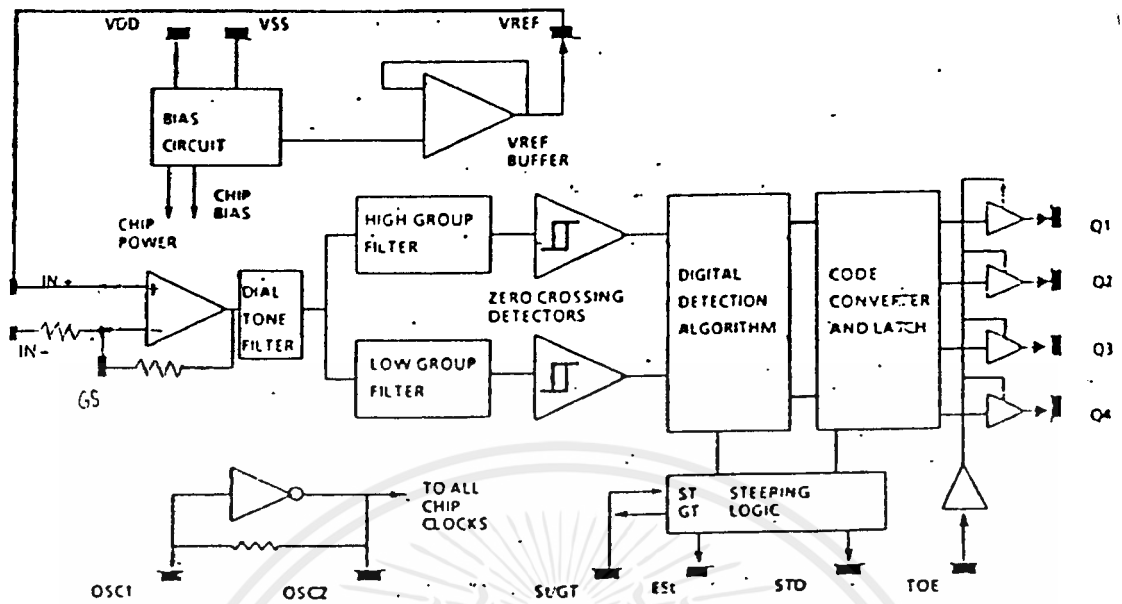 VDD VSS VREF
BIAS
CIRCUIT
VREF
BUFFER
CHIP
BIAS
CHIP
POWER
HIGH GROUP
FILTER
IN +
DIAL
TONE
FILTER
ZERO CROSSING
DETECTORS
DIGITAL
DETECTION
ALGORITHM
CODE
CONVERTER
AND LATCH
Q1
Q2
Q3
Q4
IN -
GS
LOW GROUP
FILTER
TO ALL
CHIP
CLOCKS
ST STEEPING
GT LOGIC
OSC1 OSC2 St/GT ESt STD TOE